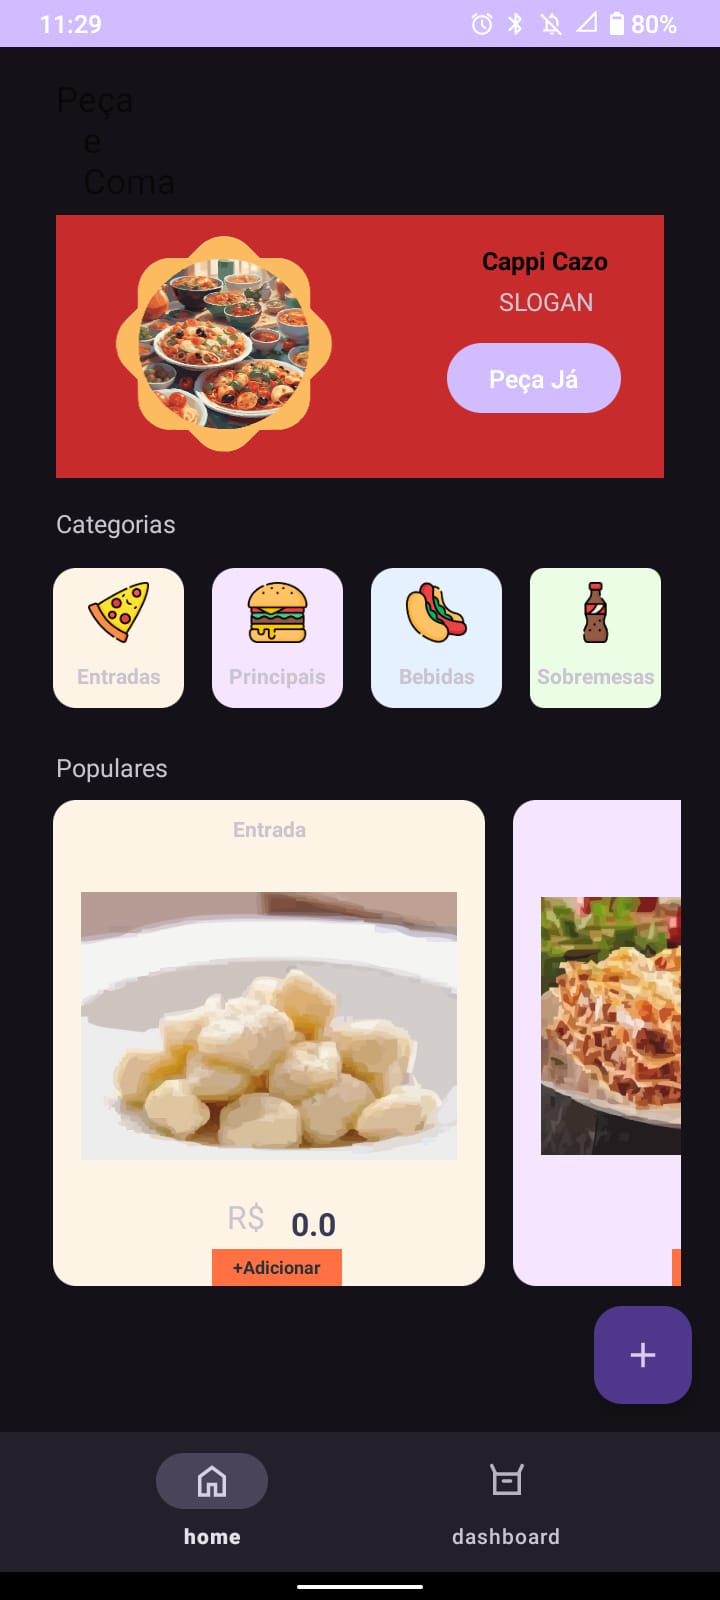 11:29
80%
Peça
e
Coma
Cappi Cazo
SLOGAN
Peça Já
Categorias
Entradas
Principais
Bebidas
Sobremesas
Populares
Entrada
R$ 0.0
+Adicionar
+
home
dashboard